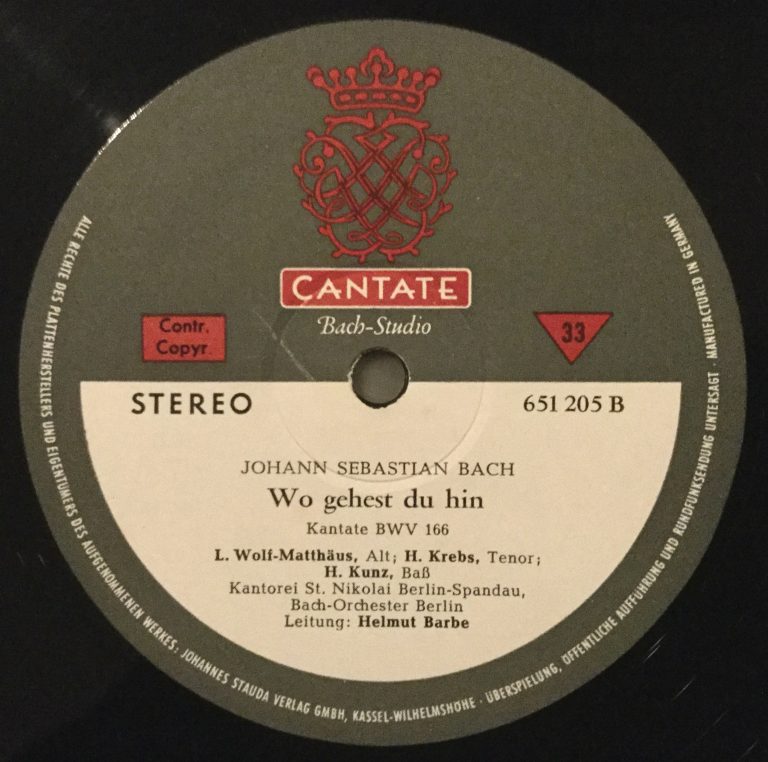 CANTATE
Bach-Studio
Contr.
Copyr.
33
STEREO
651 205 B
JOHANN SEBASTIAN BACH
Wo gehest du hin
Kantate BWV 166
L. Wolf-Matthäus, Alt; H. Krebs, Tenor;
H. Kunz, Baß
Kantorei St. Nikolai Berlin-Spandau,
Bach-Orchester Berlin
Leitung: Helmut Barbe
ALLE RECHTE DES PLATTENHERSTELLERS UND EIGENTÜMERS DES AUFGENOMMENEN WERKES: JOHANNES STAUDA VERLAG GMBH, KASSEL-WILHELMSHÖHE · ÜBERSPIELUNG, ÖFFENTLICHE AUFFÜHRUNG UND RUNDFUNKSENDUNG UNTERSAGT · MANUFACTURED IN GERMANY